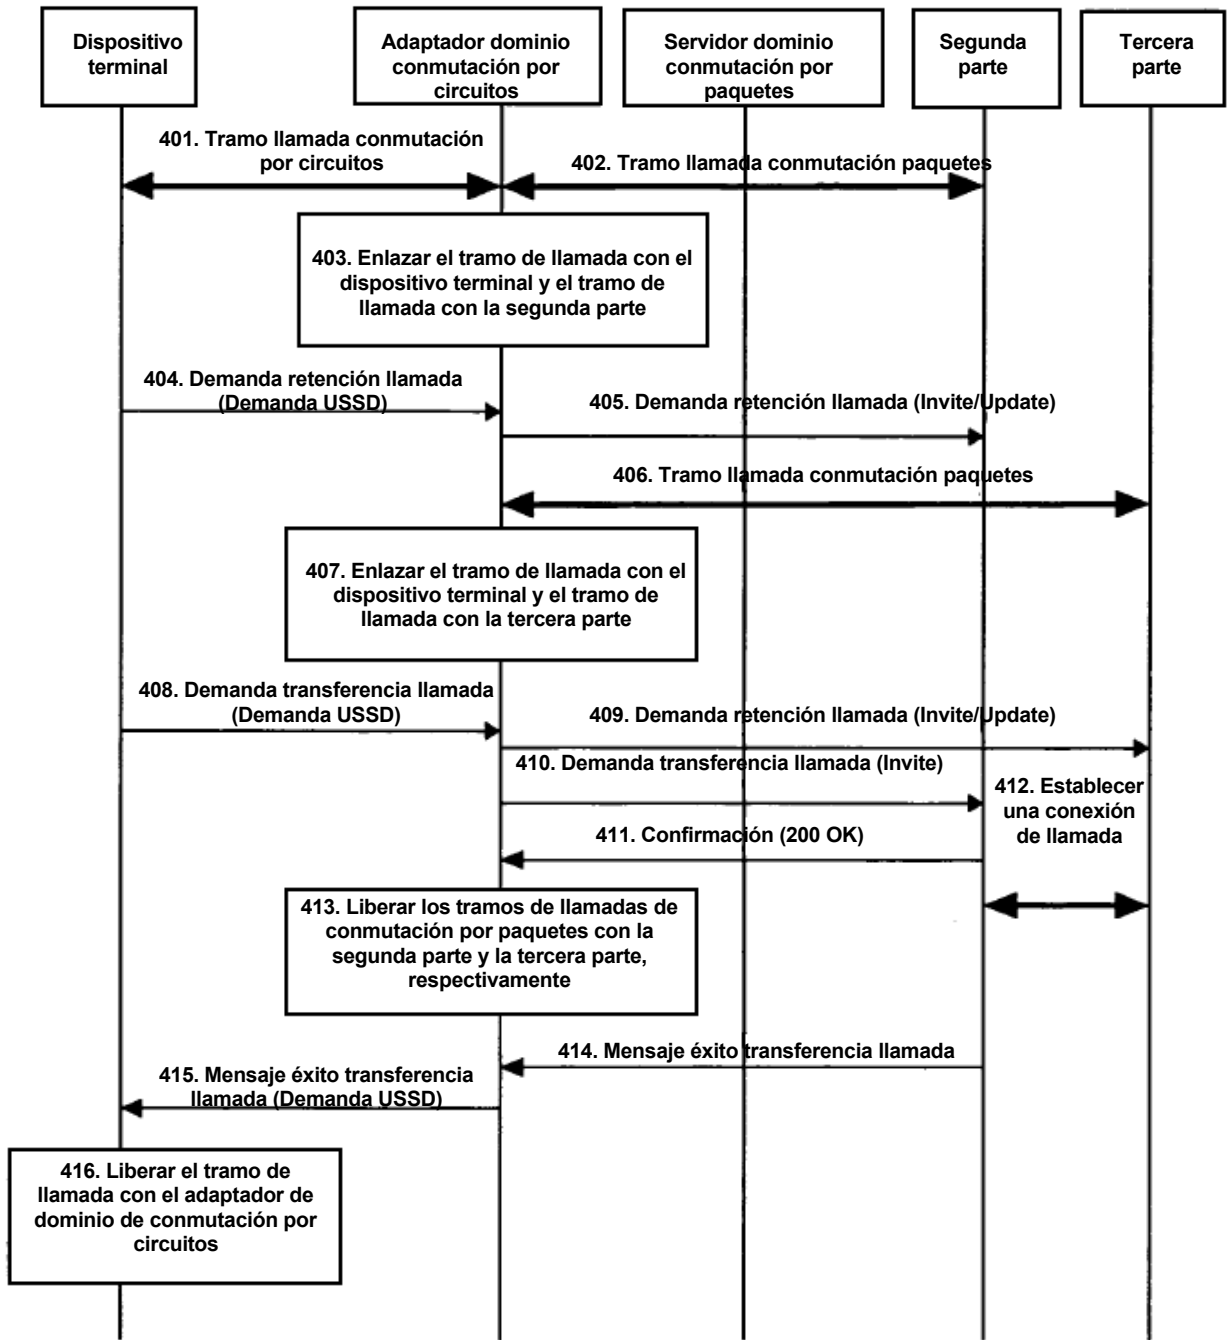 Dispositivo
terminal
Adaptador dominio
conmutación por
circuitos
Servidor dominio
conmutación por
paquetes
Segunda
parte
Tercera
parte
401. Tramo llamada conmutación
por circuitos
402. Tramo llamada conmutación paquetes
403. Enlazar el tramo de llamada con el
dispositivo terminal y el tramo de
llamada con la segunda parte
404. Demanda retención llamada
(Demanda USSD)
405. Demanda retención llamada (Invite/Update)
406. Tramo llamada conmutación paquetes
407. Enlazar el tramo de llamada con el
dispositivo terminal y el tramo de
llamada con la tercera parte
408. Demanda transferencia llamada
(Demanda USSD)
409. Demanda retención llamada (Invite/Update)
410. Demanda transferencia llamada (Invite)
412. Establecer
una conexión
de llamada
411. Confirmación (200 OK)
413. Liberar los tramos de llamadas de
conmutación por paquetes con la
segunda parte y la tercera parte,
respectivamente
414. Mensaje éxito transferencia llamada
415. Mensaje éxito transferencia
llamada (Demanda USSD)
416. Liberar el tramo de
llamada con el adaptador de
dominio de conmutación por
circuitos